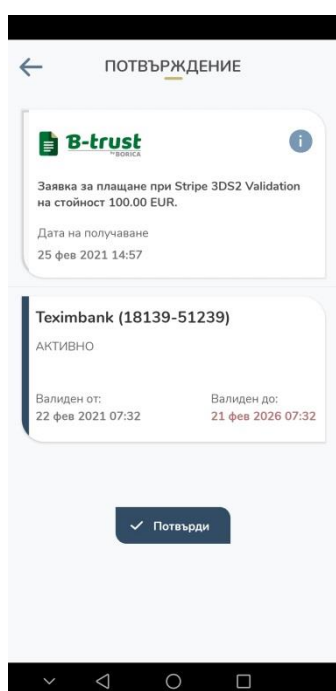 ПОТВЪРЖДЕНИЕ
B-trust
by BORICA
Заявка за плащане при Stripe 3DS2 Validation
на стойност 100.00 EUR.
Дата на получаване
25 фев 2021 14:57
Teximbank (18139-51239)
АКТИВНО
Валиден от: Валиден до:
22 фев 2021 07:32 21 фев 2026 07:32
Потвърди